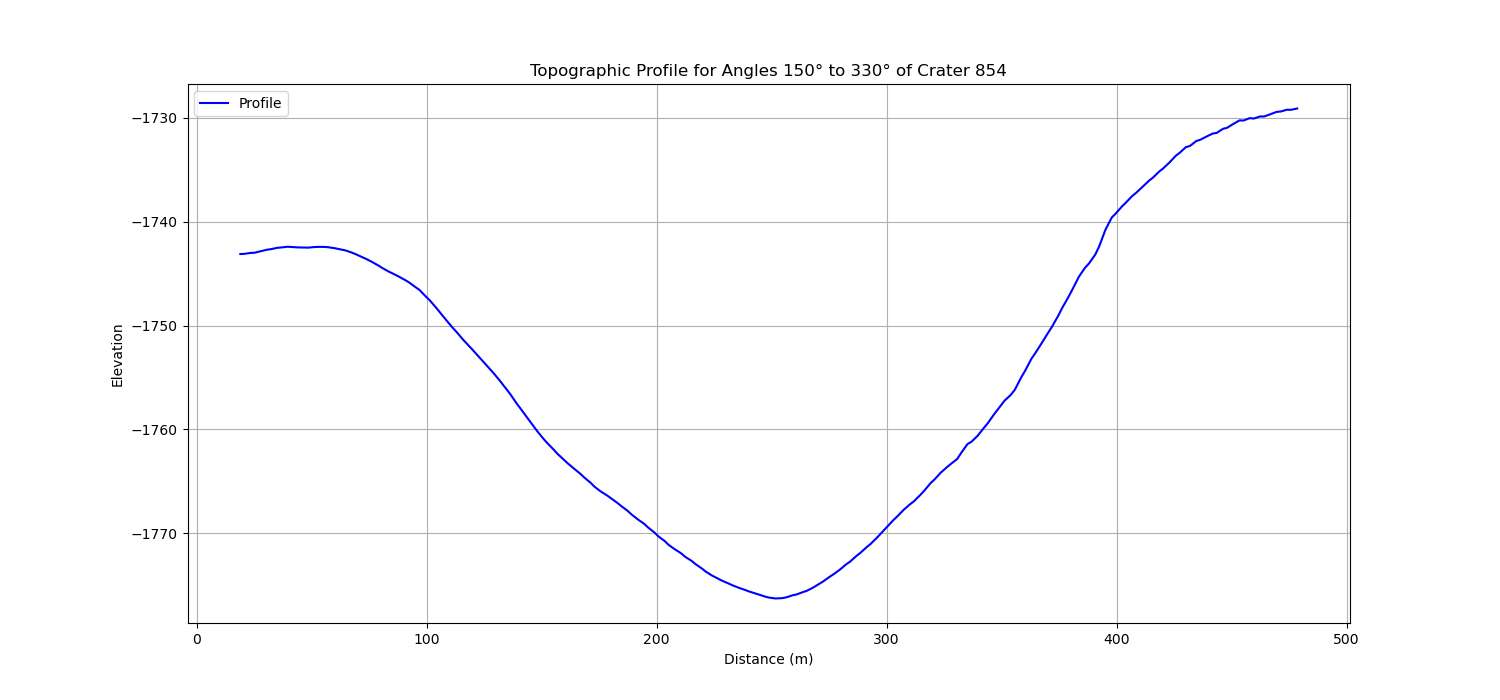 Topographic Profile for Angles 150° to 330° of Crater 854
Profile
−1730
−1740
−1750
−1760
−1770
Elevation
0 100 200 300 400 500
Distance (m)